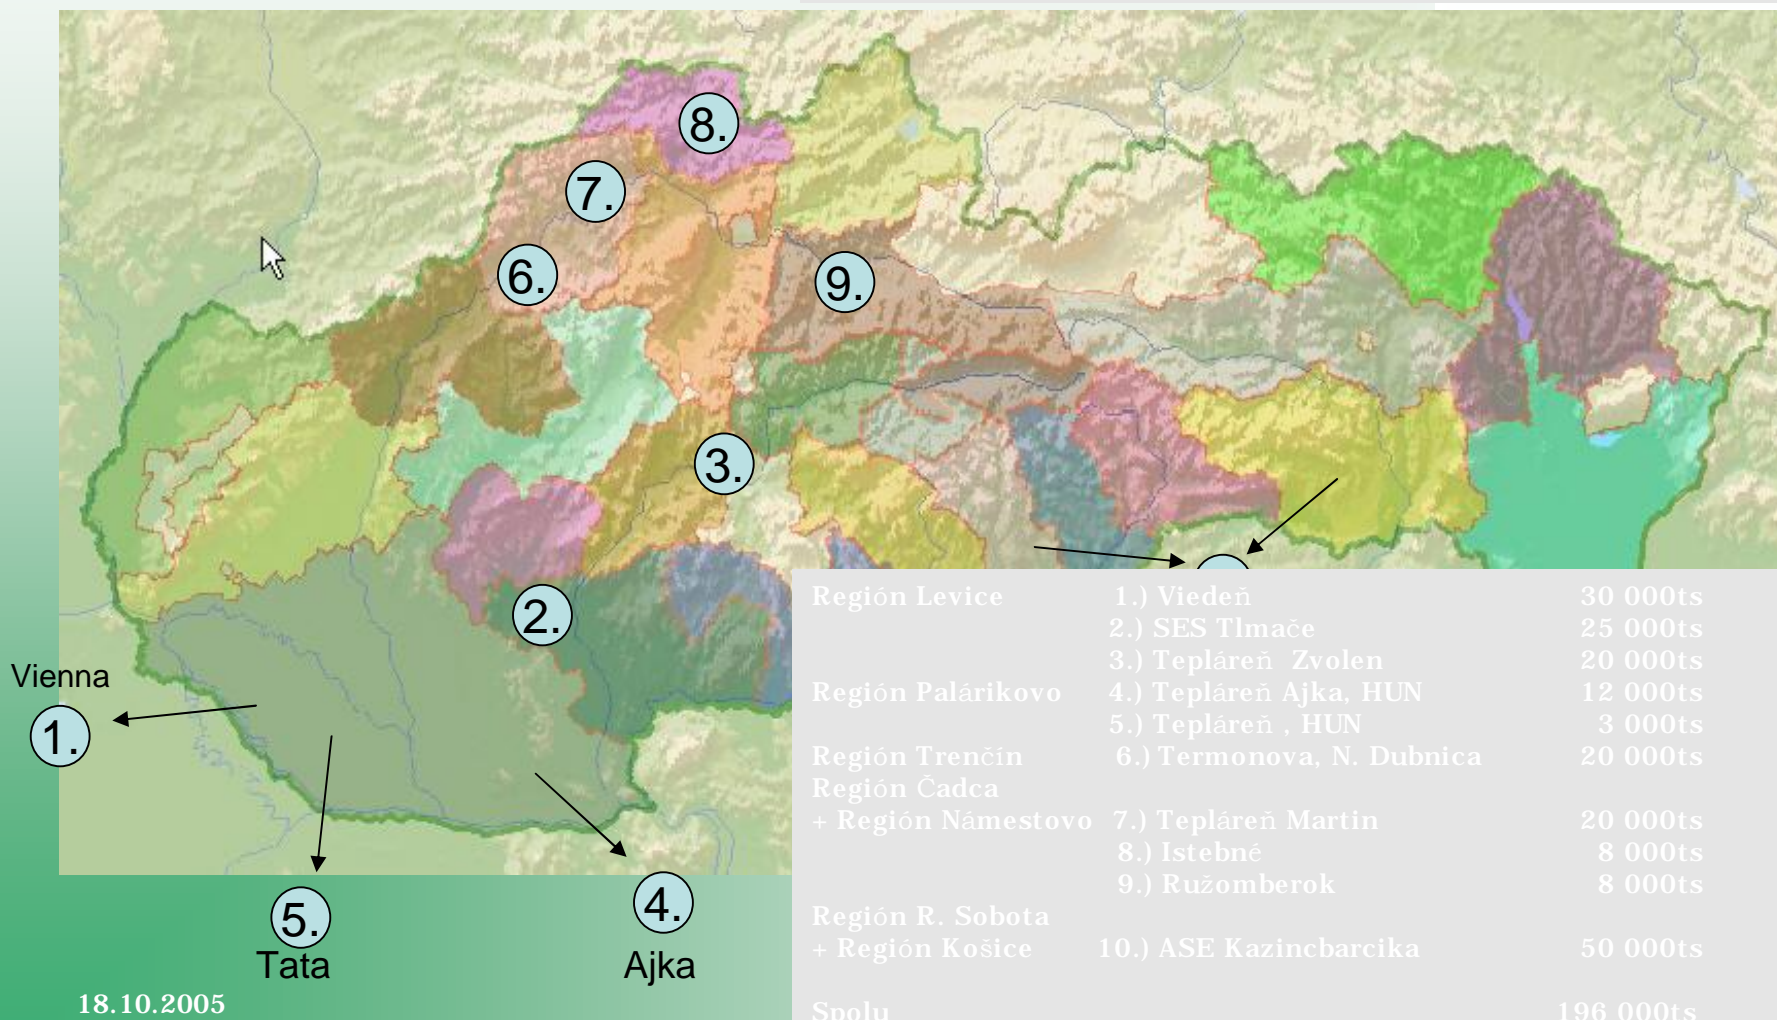 8.
7.
6.
9.
3.
2.
Vienna
1.
5.
Tata
4.
Ajka
18.10.2005
Región Levice 1.) Viedeň 30 000ts
2.) SES Tlmače 25 000ts
3.) Tepláreň Zvolen 20 000ts
Región Palárikovo 4.) Tepláreň Ajka, HUN 12 000ts
5.) Tepláreň , HUN 3 000ts
Región Trenčín 6.) Termonova, N. Dubnica 20 000ts
Región Čadca
+ Región Námestovo 7.) Tepláreň Martin 20 000ts
8.) Istebné 8 000ts
9.) Ružomberok 8 000ts
Región R. Sobota
+ Región Košice 10.) ASE Kazincbarcika 50 000ts
Spolu 196 000ts